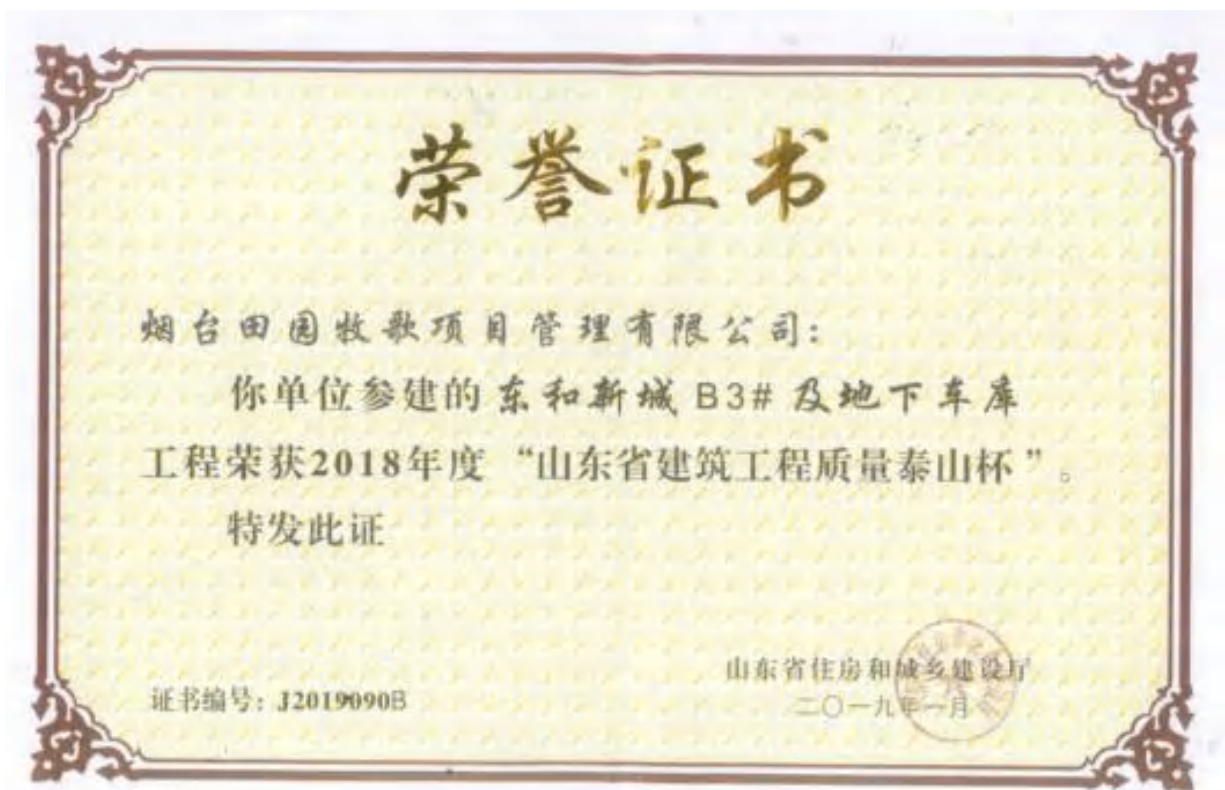 荣誉证书
烟台田园牧歌项目管理有限公司:
你单位参建的东和新城B3#及地下车库
工程荣获2018年度“山东省建筑工程质量泰山杯”。
特发此证
山东省住房和城乡建设厅
证书编号: J2019090B
二〇一九年一月